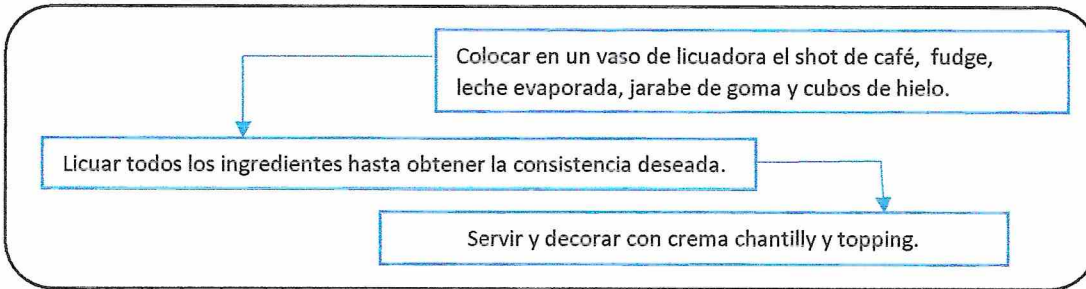 Colocar en un vaso de licuadora el shot de café, fudge,
leche evaporada, jarabe de goma y cubos de hielo.
Licuar todos los ingredientes hasta obtener la consistencia deseada.
Servir y decorar con crema chantilly y topping.